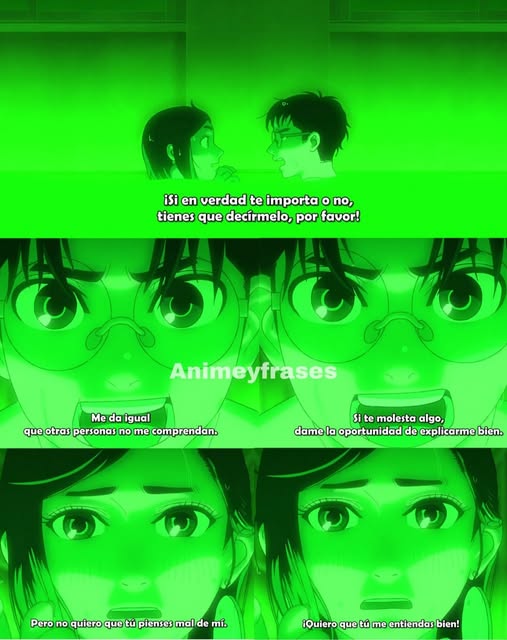 ¡Si en verdad te importa o no,
tienes que decírmelo, por favor!
Animeyfrases
Me da igual
que otras personas no me comprendan.
Si te molesta algo,
dame la oportunidad de explicarme bien.
Pero no quiero que tú pienses mal de mí.
¡Quiero que tú me entiendas bien!